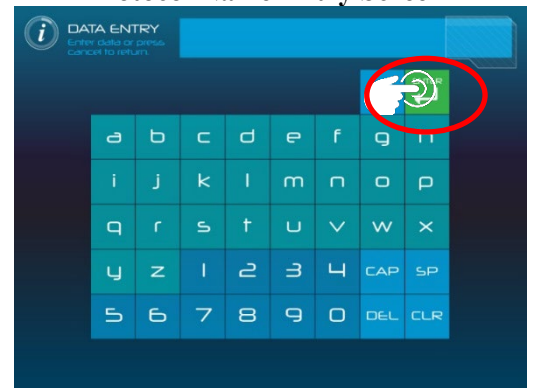 i
DATA ENTRY
Enter data or press
cancel to return.
ENTER
a b c d e f g h
i j k l m n o p
q r s t u v w x
y z 1 2 3 4 CAP SP
5 6 7 8 9 0 DEL CLR